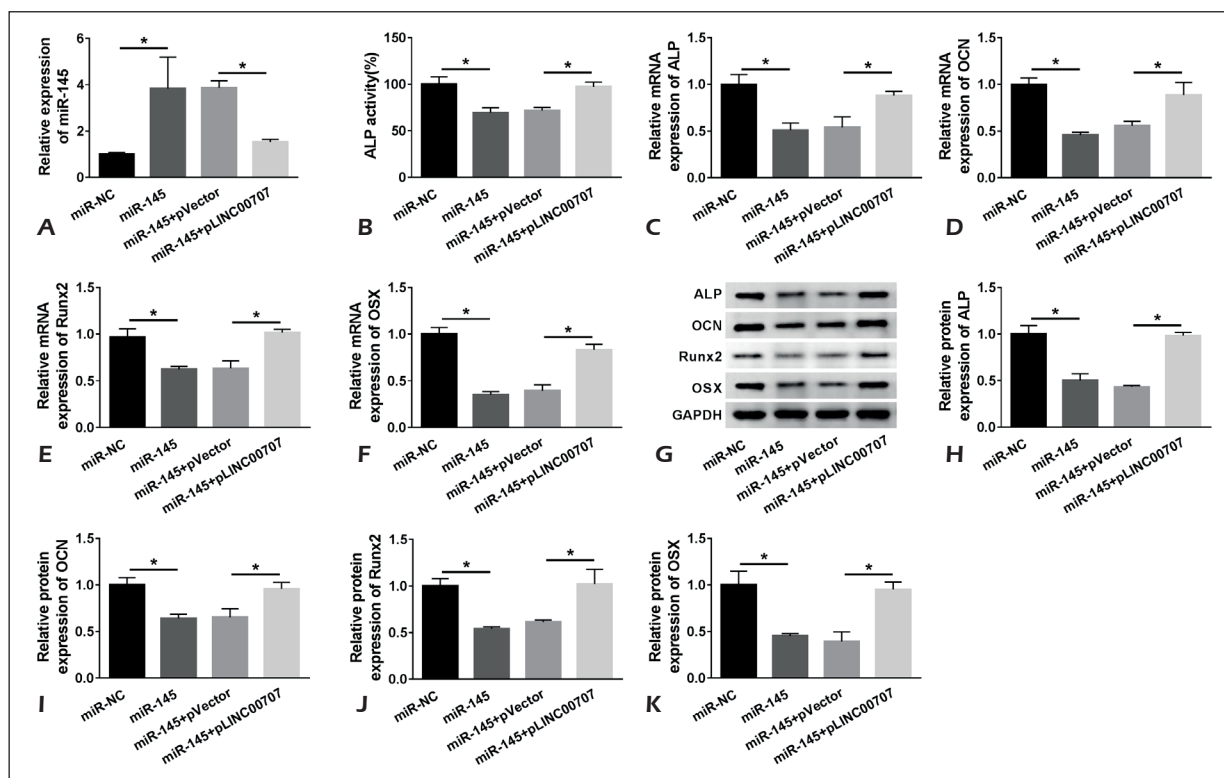 Relative expression
of miR-145
6
4
2
0
*
*
miR-NC
miR-145
miR-145+pVector
miR-145+pLINC00707
A
ALP activity(%)
150
100
50
0
*
*
miR-NC
miR-145
miR-145+pVector
miR-145+pLINC00707
B
Relative mRNA
expression of ALP
1.5
1.0
0.5
0.0
*
*
miR-NC
miR-145
miR-145+pVector
miR-145+pLINC00707
C
Relative mRNA
expression of OCN
1.5
1.0
0.5
0.0
*
*
miR-NC
miR-145
miR-145+pVector
miR-145+pLINC00707
D
Relative mRNA
expression of Runx2
1.5
1.0
0.5
0.0
*
*
miR-NC
miR-145
miR-145+pVector
miR-145+pLINC00707
E
Relative mRNA
expression of OSX
1.5
1.0
0.5
0.0
*
*
miR-NC
miR-145
miR-145+pVector
miR-145+pLINC00707
F
ALP
OCN
Runx2
OSX
GAPDH
miR-NC
miR-145
miR-145+pVector
miR-145+pLINC00707
G
Relative protein
expression of ALP
1.5
1.0
0.5
0.0
*
*
miR-NC
miR-145
miR-145+pVector
miR-145+pLINC00707
H
Relative protein
expression of OCN
1.5
1.0
0.5
0.0
*
*
miR-NC
miR-145
miR-145+pVector
miR-145+pLINC00707
I
Relative protein
expression of Runx2
1.5
1.0
0.5
0.0
*
*
miR-NC
miR-145
miR-145+pVector
miR-145+pLINC00707
J
Relative protein
expression of OSX
1.5
1.0
0.5
0.0
*
*
miR-NC
miR-145
miR-145+pVector
miR-145+pLINC00707
K